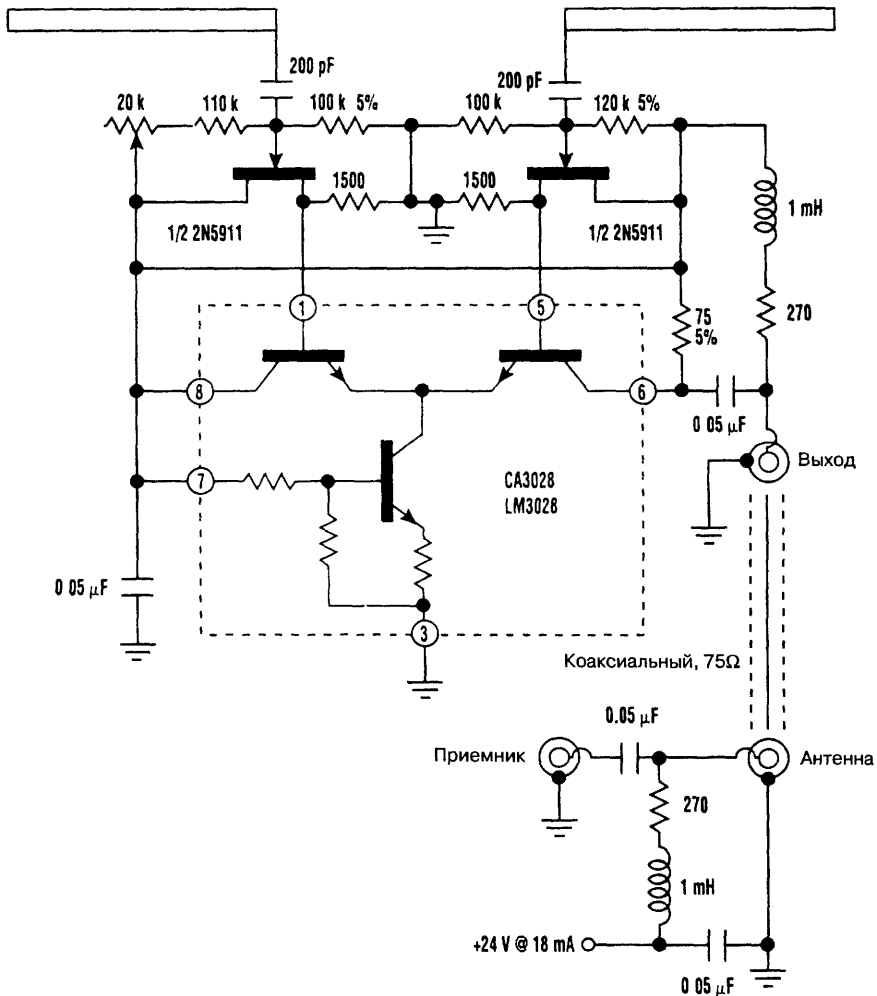 200 pF
200 pF
20 k
110 k
100 k 5%
100 k
120 k 5%
1500
1500
1 mH
1/2 2N5911
1/2 2N5911
1
5
75
5%
270
8
6
0 05 µF
Выход
7
CA3028
LM3028
0 05 µF
3
Коаксиальный, 75Ω
0.05 µF
Приемник
Антенна
270
1 mH
+24 V @ 18 mA
0 05 µF